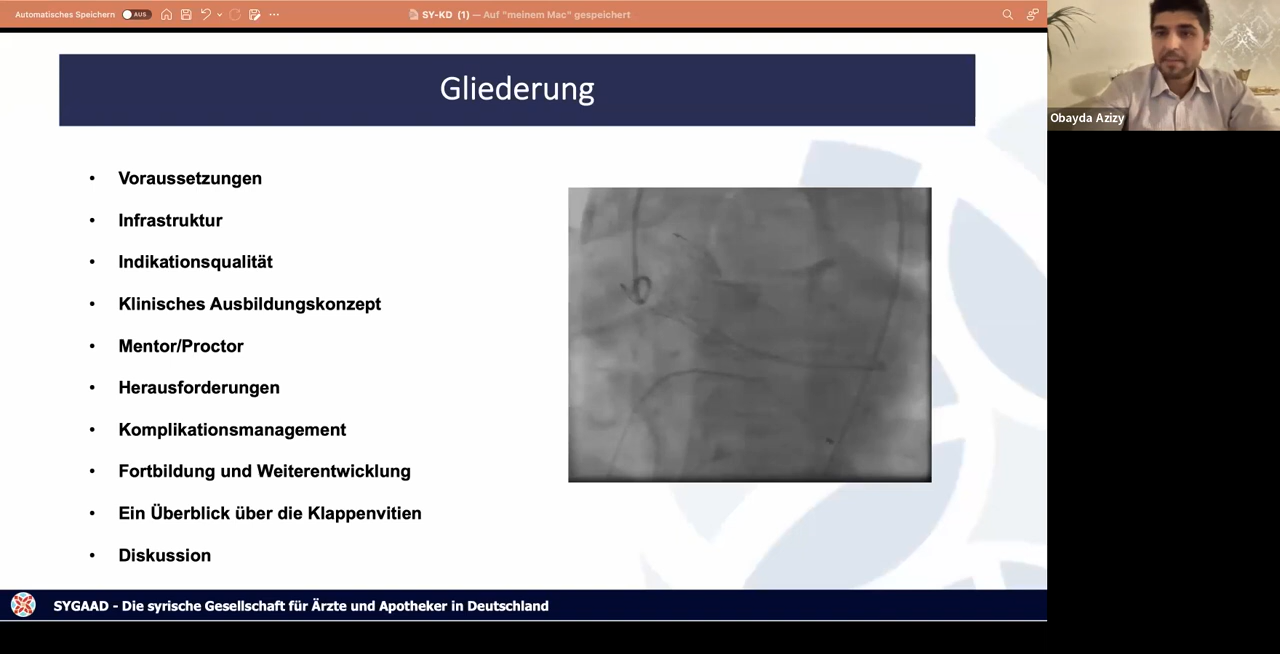 Automatisches Speichern AUS
SY-KD (1) — Auf "meinem Mac" gespeichert
Obayda Azizy
Gliederung
• Voraussetzungen
• Infrastruktur
• Indikationsqualität
• Klinisches Ausbildungskonzept
• Mentor/Proctor
• Herausforderungen
• Komplikationsmanagement
• Fortbildung und Weiterentwicklung
• Ein Überblick über die Klappenvitien
• Diskussion
SYGAAD - Die syrische Gesellschaft für Ärzte und Apotheker in Deutschland